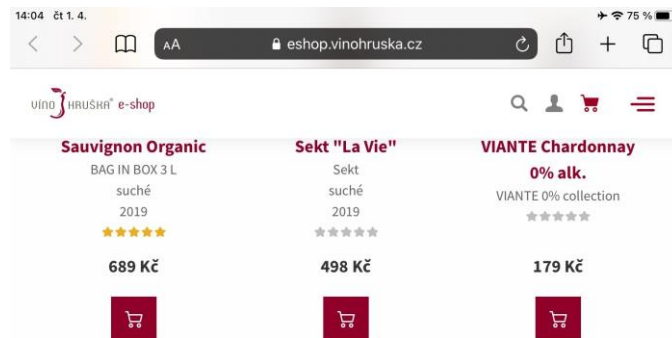 14:04 čt 1. 4. 75 %
AA eshop.vinohruska.cz
víno HRUŠKA® e-shop
Sauvignon Organic
BAG IN BOX 3 L
suché
2019
689 Kč
Sekt "La Vie"
Sekt
suché
2019
498 Kč
VIANTE Chardonnay
0% alk.
VIANTE 0% collection
179 Kč